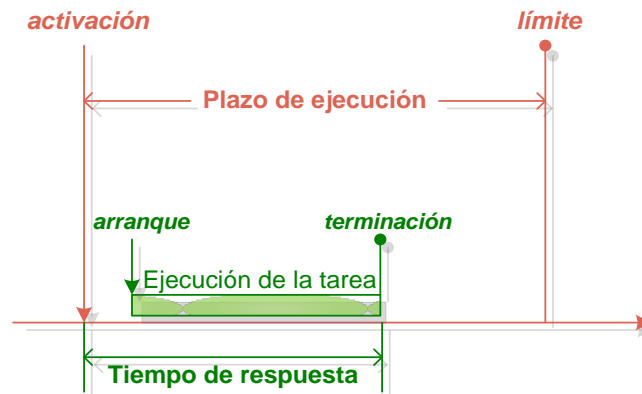 activación
límite
Plazo de ejecución
arranque
terminación
Ejecución de la tarea
Tiempo de respuesta